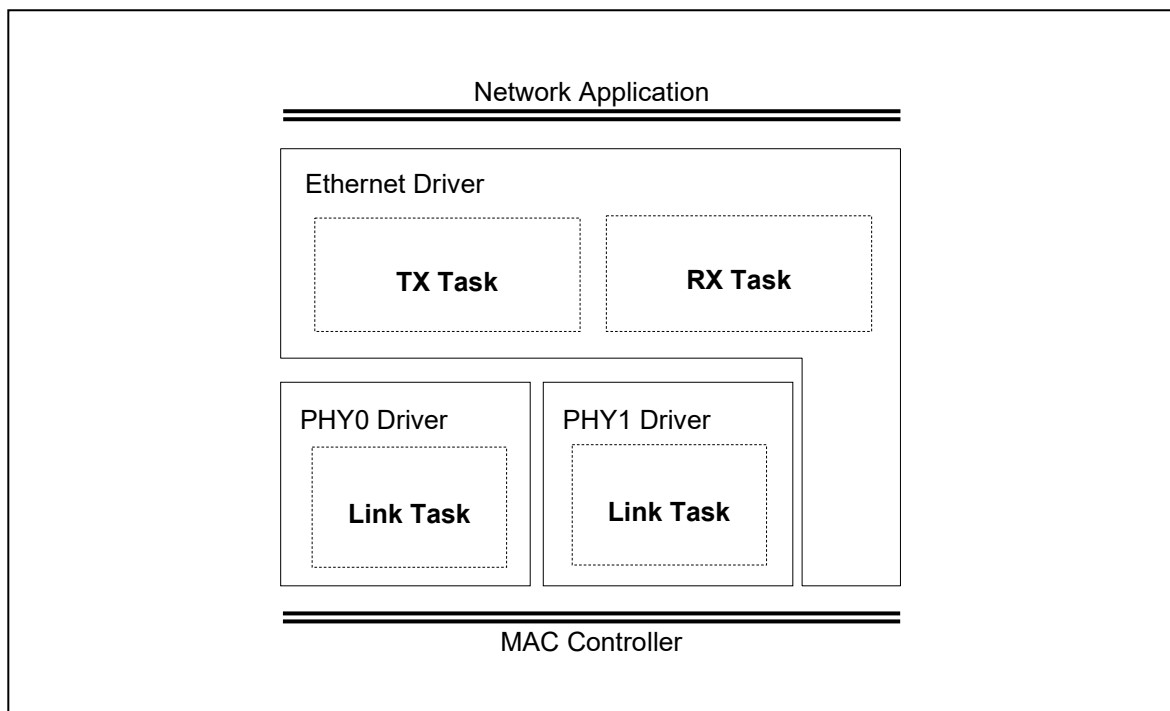 Network Application
Ethernet Driver
TX Task
RX Task
PHY0 Driver
PHY1 Driver
Link Task
Link Task
MAC Controller